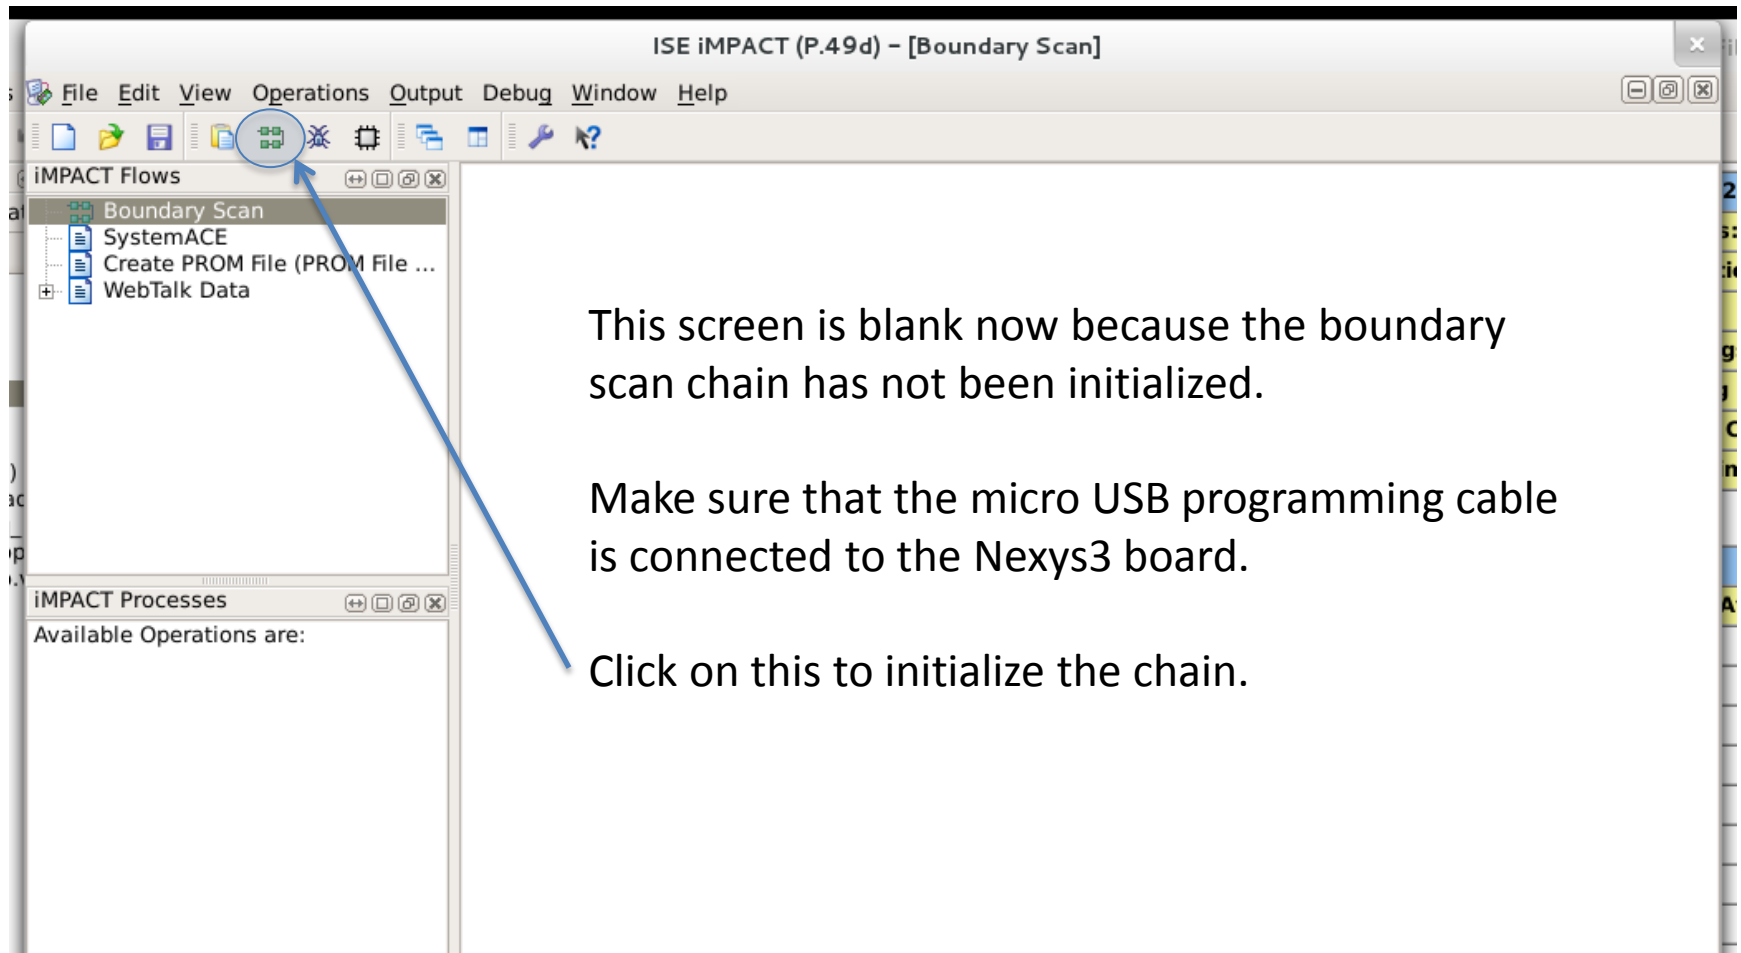 ISE iMPACT (P.49d) – [Boundary Scan]
File Edit View Operations Output Debug Window Help
iMPACT Flows
Boundary Scan
SystemACE
Create PROM File (PROM File ...
WebTalk Data
This screen is blank now because the boundary
scan chain has not been initialized.
Make sure that the micro USB programming cable
is connected to the Nexys3 board.
iMPACT Processes
Available Operations are:
Click on this to initialize the chain.